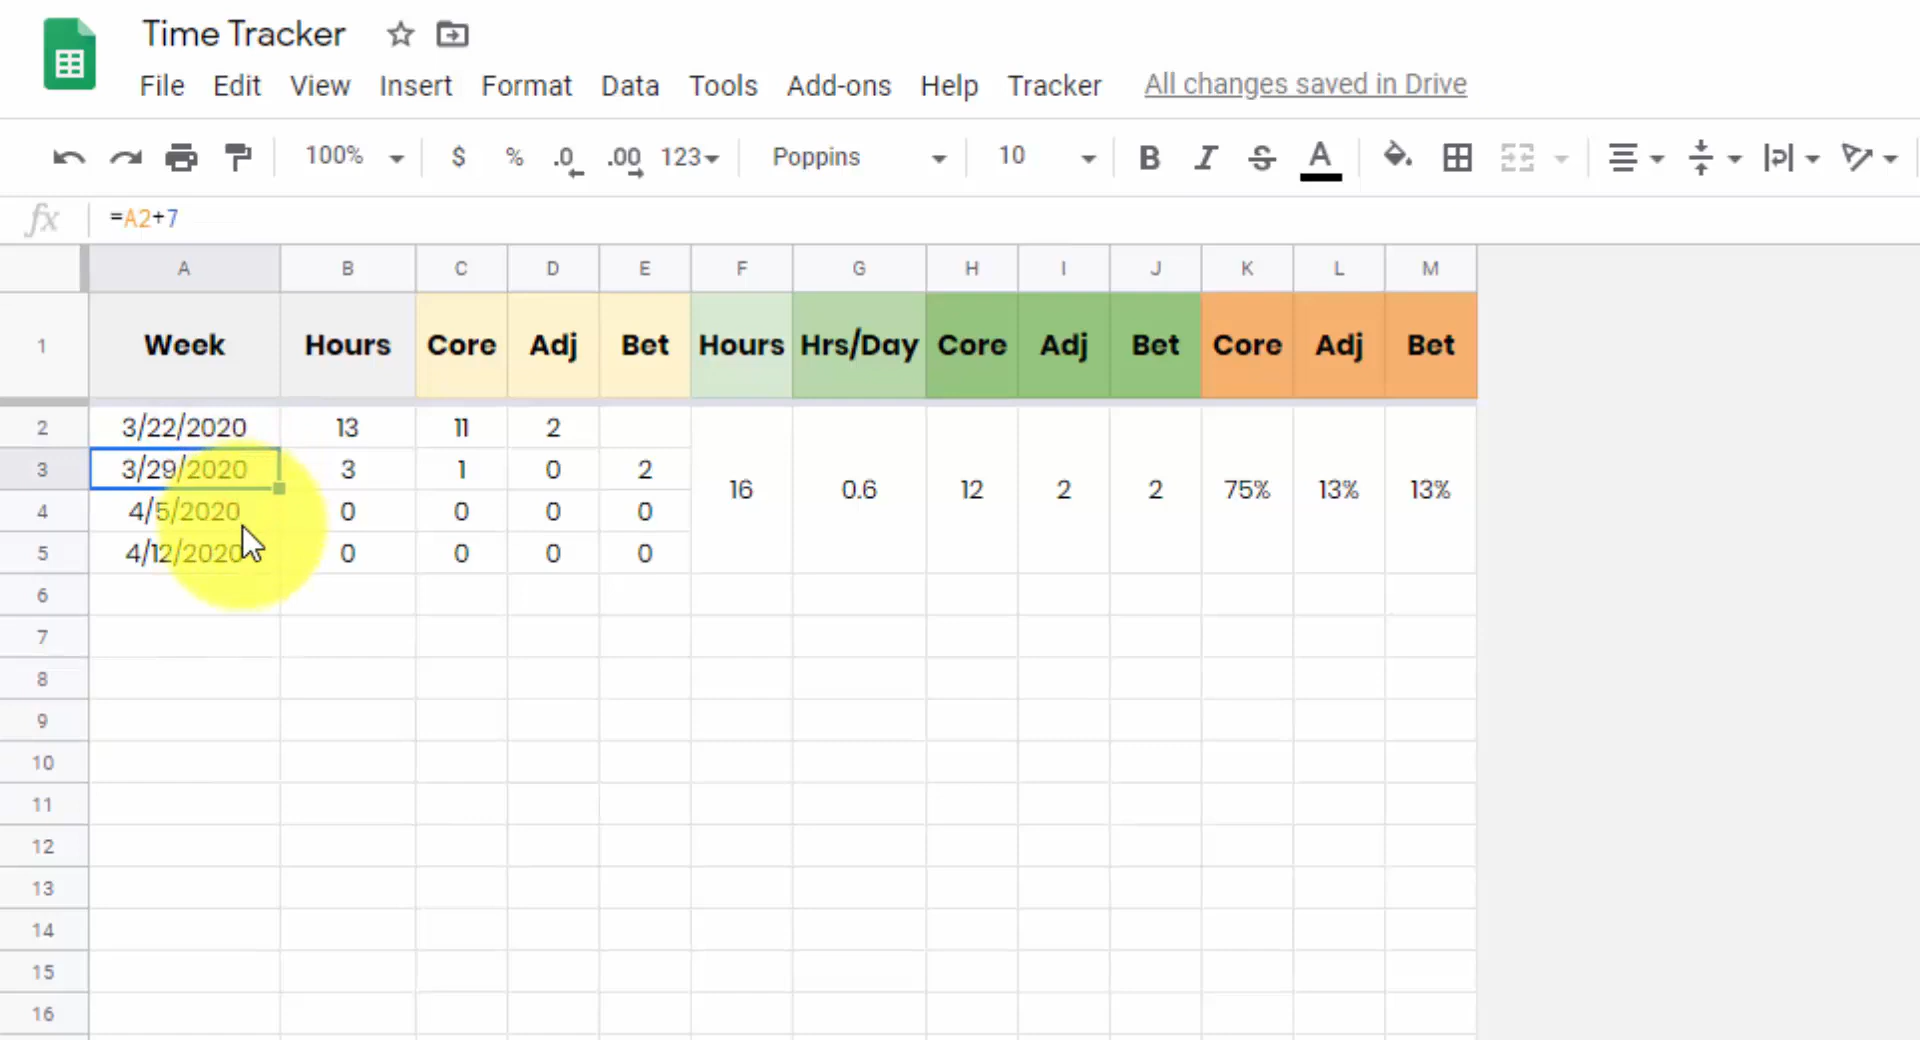 Time Tracker
File Edit View Insert Format Data Tools Add-ons Help Tracker All changes saved in Drive
100% $ % .0 .00 123 Poppins 10 B I S A
fx =A2+7
A B C D E F G H I J K L M
1 Week Hours Core Adj Bet Hours Hrs/Day Core Adj Bet Core Adj Bet
2 3/22/2020 13 11 2
3 3/29/2020 3 1 0 2
16 0.6 12 2 2 75% 13% 13%
4 4/5/2020 0 0 0 0
5 4/12/2020 0 0 0 0
6
7
8
9
10
11
12
13
14
15
16